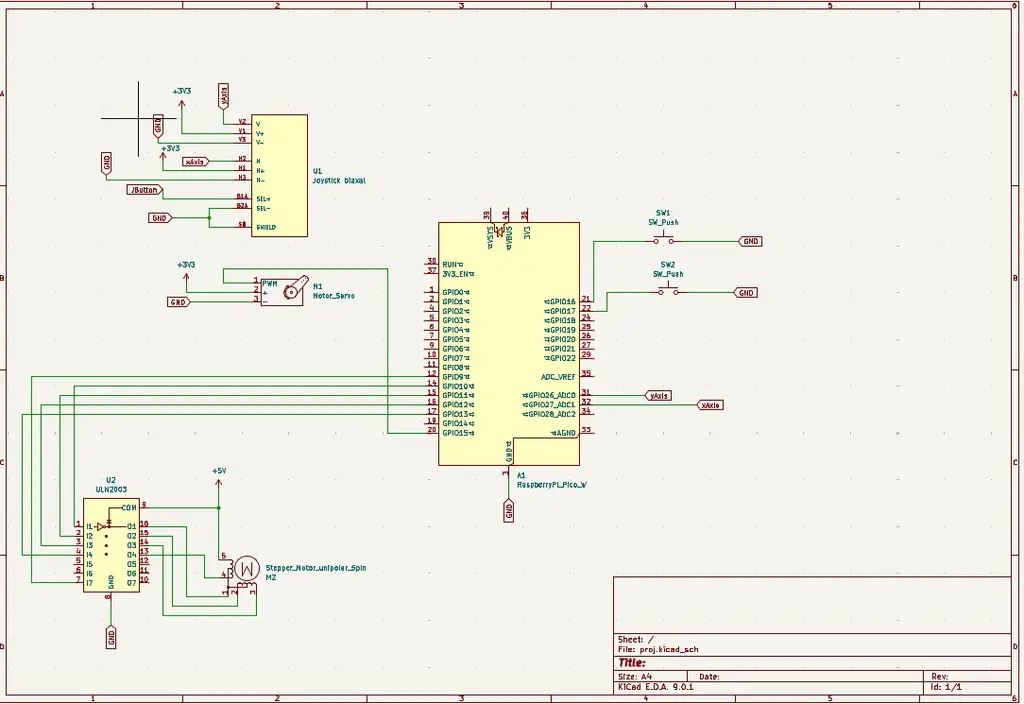 1 2 3 4 5 6
A
B
C
D
+3V3
yAxis
GND
V2 V
V1 V+
V3 V-
+3V3
GND
xAxis
H2 H
H1 H+
H3 H-
JButton
B1A SEL+
B2A SEL-
GND
S0 SHIELD
U1
Joystick biaxal
+3V3
GND
1 PWM
2 +
3 -
M1
Motor_Servo
39 40 36
VSYS VBUS 3V3
30 RUN
37 3V3_EN
1 GPIO0
2 GPIO1
4 GPIO2
5 GPIO3
6 GPIO4
7 GPIO5
9 GPIO6
10 GPIO7
11 GPIO8
12 GPIO9
14 GPIO10
15 GPIO11
16 GPIO12
17 GPIO13
19 GPIO14
20 GPIO15
GPIO16 21
GPIO17 22
GPIO18 24
GPIO19 25
GPIO20 26
GPIO21 27
GPIO22 29
ADC_VREF 35
GPIO26_ADC0 31
GPIO27_ADC1 32
GPIO28_ADC2 34
AGND 33
GND
3
A1
RaspberryPi_Pico_W
GND
SW1
SW_Push
GND
SW2
SW_Push
GND
yAxis
xAxis
U2
ULN2003
COM 9
1 I1 O1 16
2 I2 O2 15
3 I3 O3 14
4 I4 O4 13
5 I5 O5 12
6 I6 O6 11
7 I7 O7 10
GND
8
GND
+5V
5
4
1 2 3
M
Stepper_Motor_unipolar_5pin
M2
Sheet: /
File: proj.kicad_sch
Title:
Size: A4 Date: Rev:
KiCad E.D.A. 9.0.1 Id: 1/1
1 2 3 4 5 6